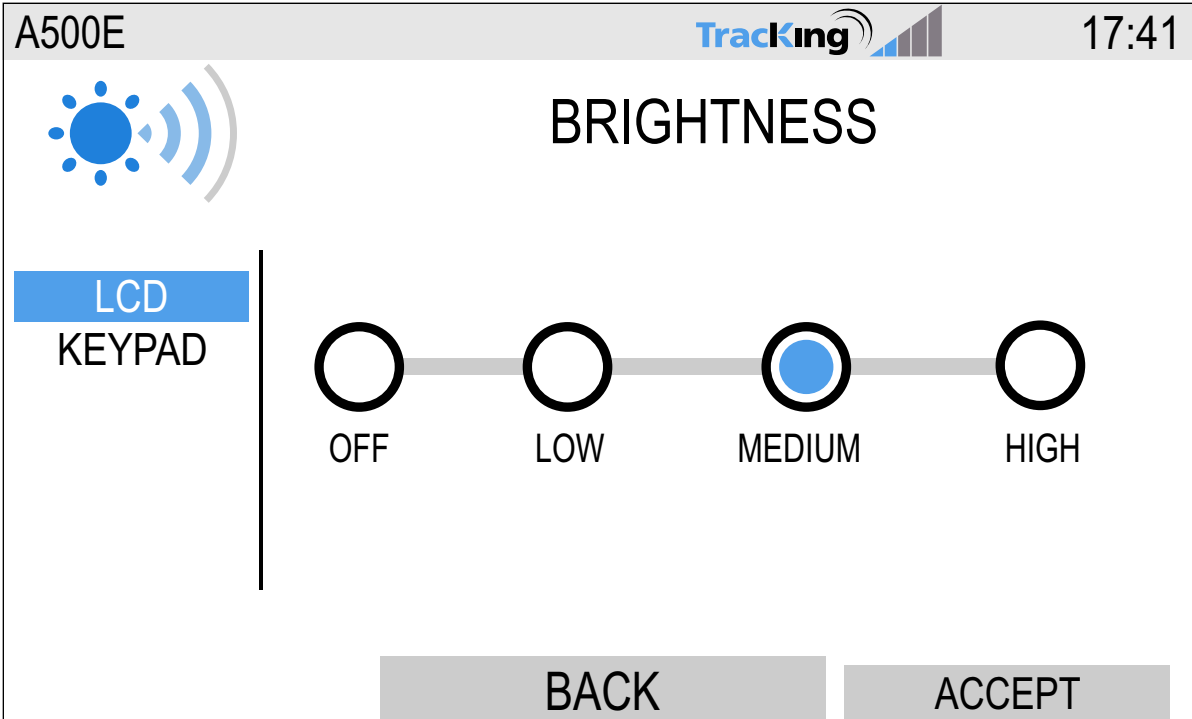 A500E TracKing 17:41
BRIGHTNESS
LCD
KEYPAD
OFF LOW MEDIUM HIGH
BACK ACCEPT